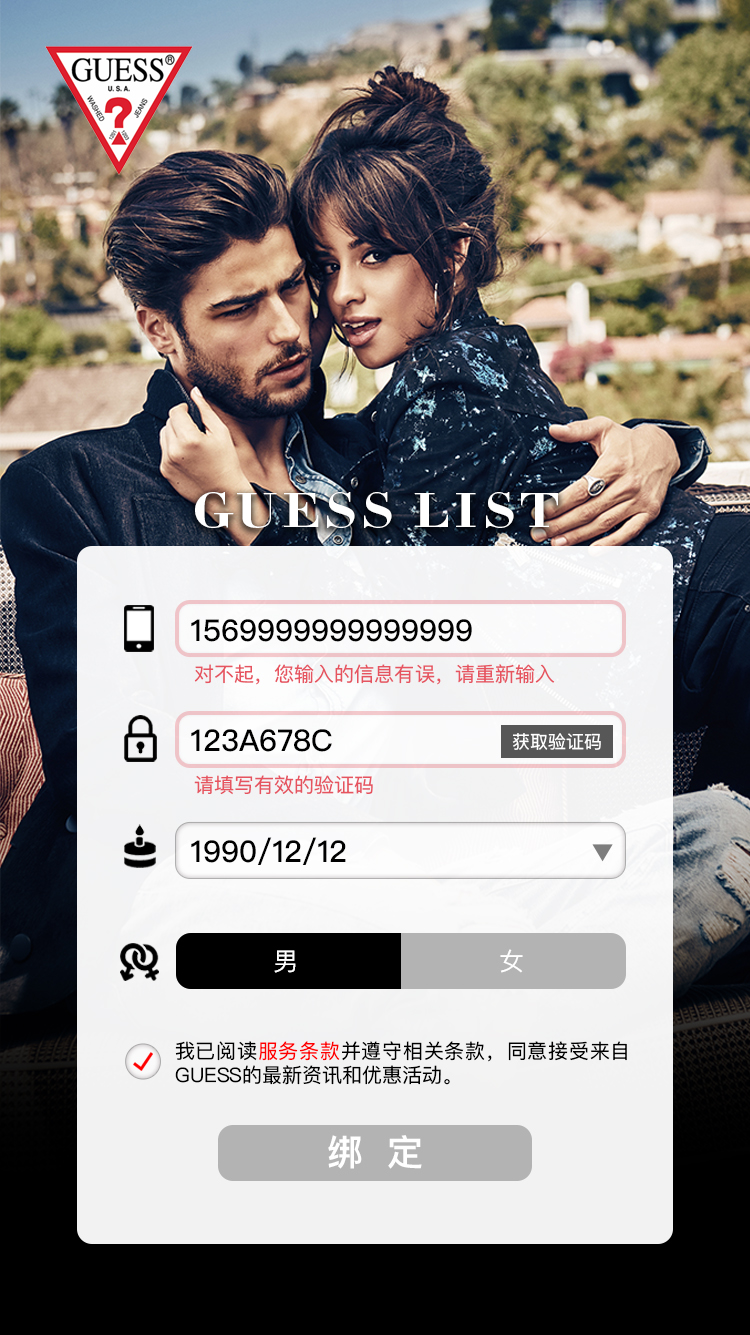 GUESS®
U.S.A.
WASHED
?
JEANS
GUESS LIST
1569999999999999
对不起，您输入的信息有误，请重新输入
123A678C
获取验证码
请填写有效的验证码
1990/12/12
男
女
我已阅读服务条款并遵守相关条款，同意接受来自
GUESS的最新资讯和优惠活动。
绑 定